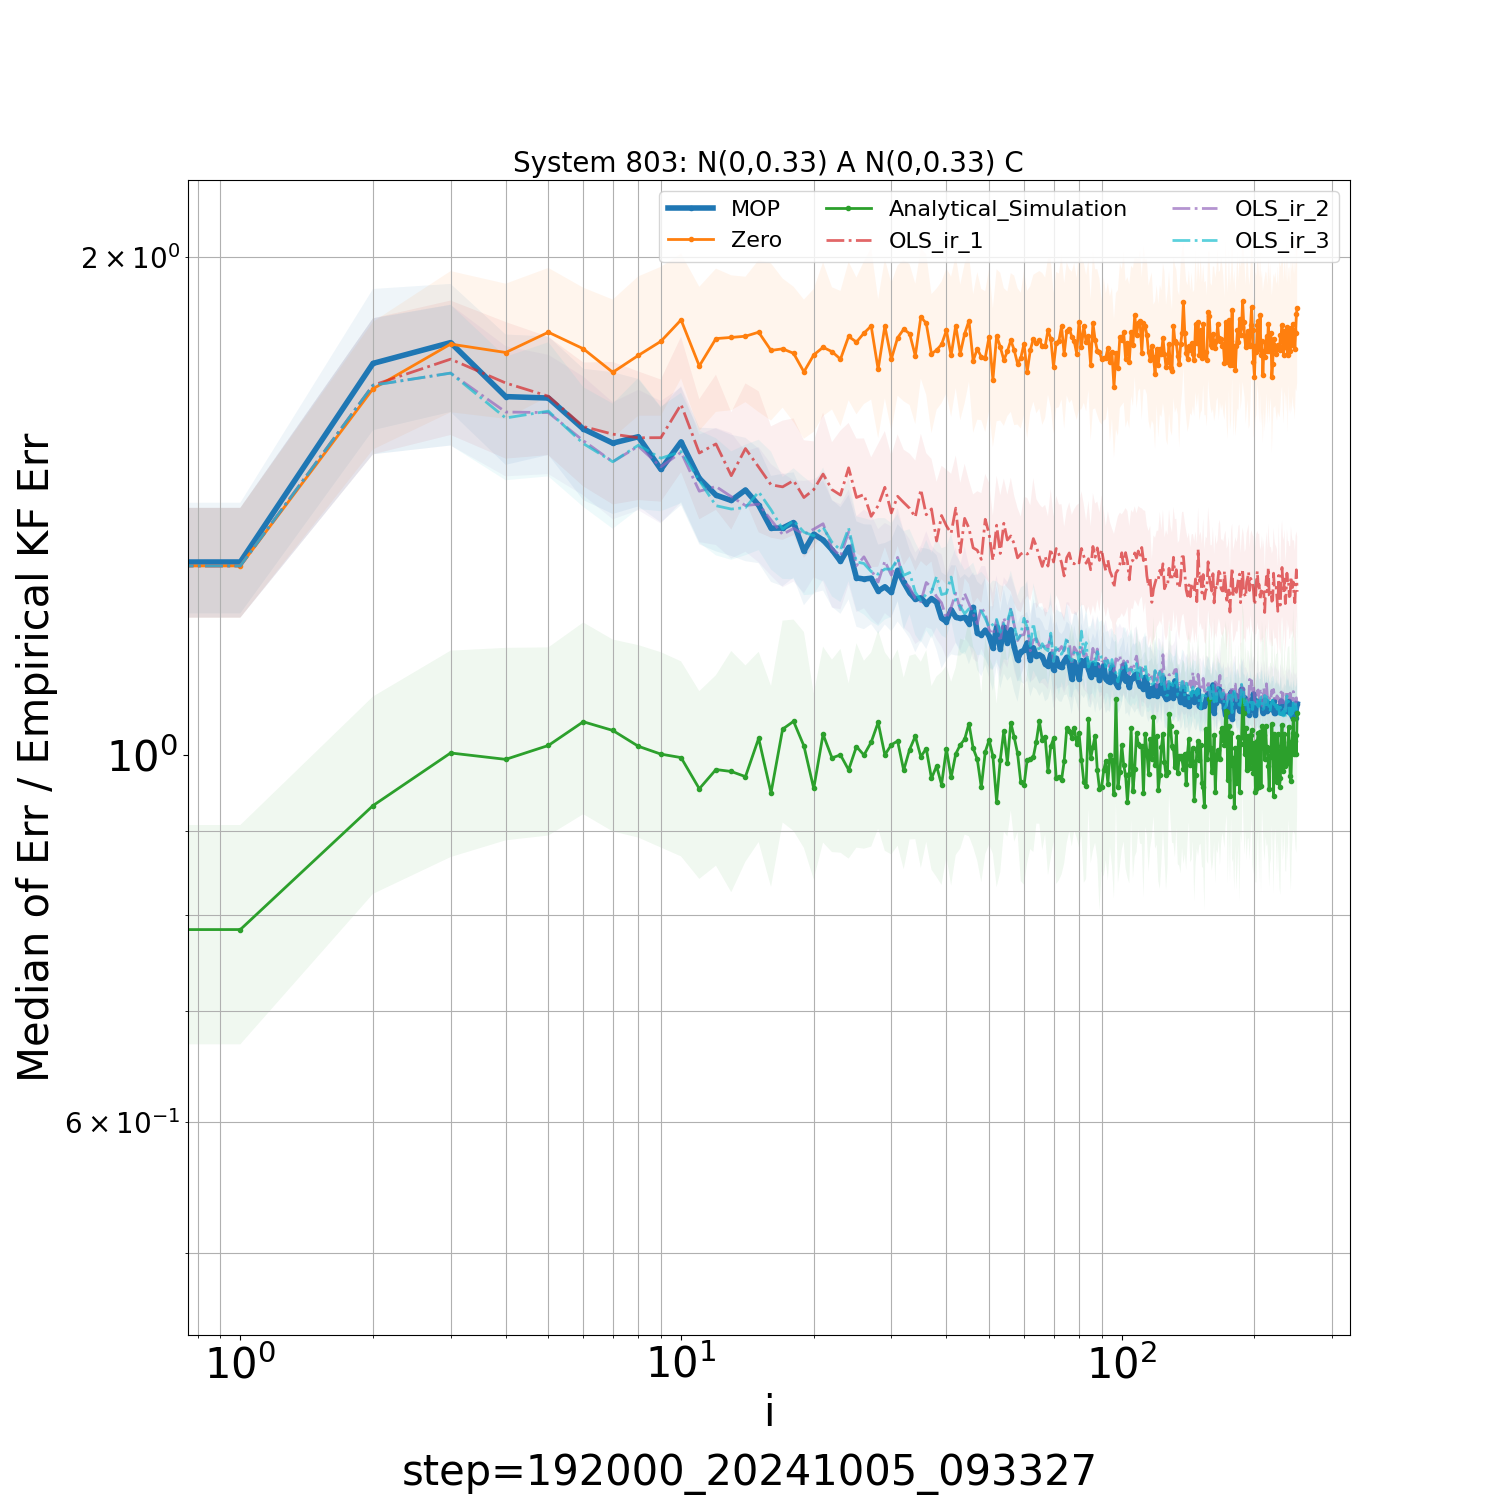 System 803: N(0,0.33) A N(0,0.33) C
MOP
Zero
Analytical_Simulation
OLS_ir_1
OLS_ir_2
OLS_ir_3
2 × 10⁰
10⁰
6 × 10⁻¹
Median of Err / Empirical KF Err
10⁰ 10¹ 10²
i
step=192000_20241005_093327